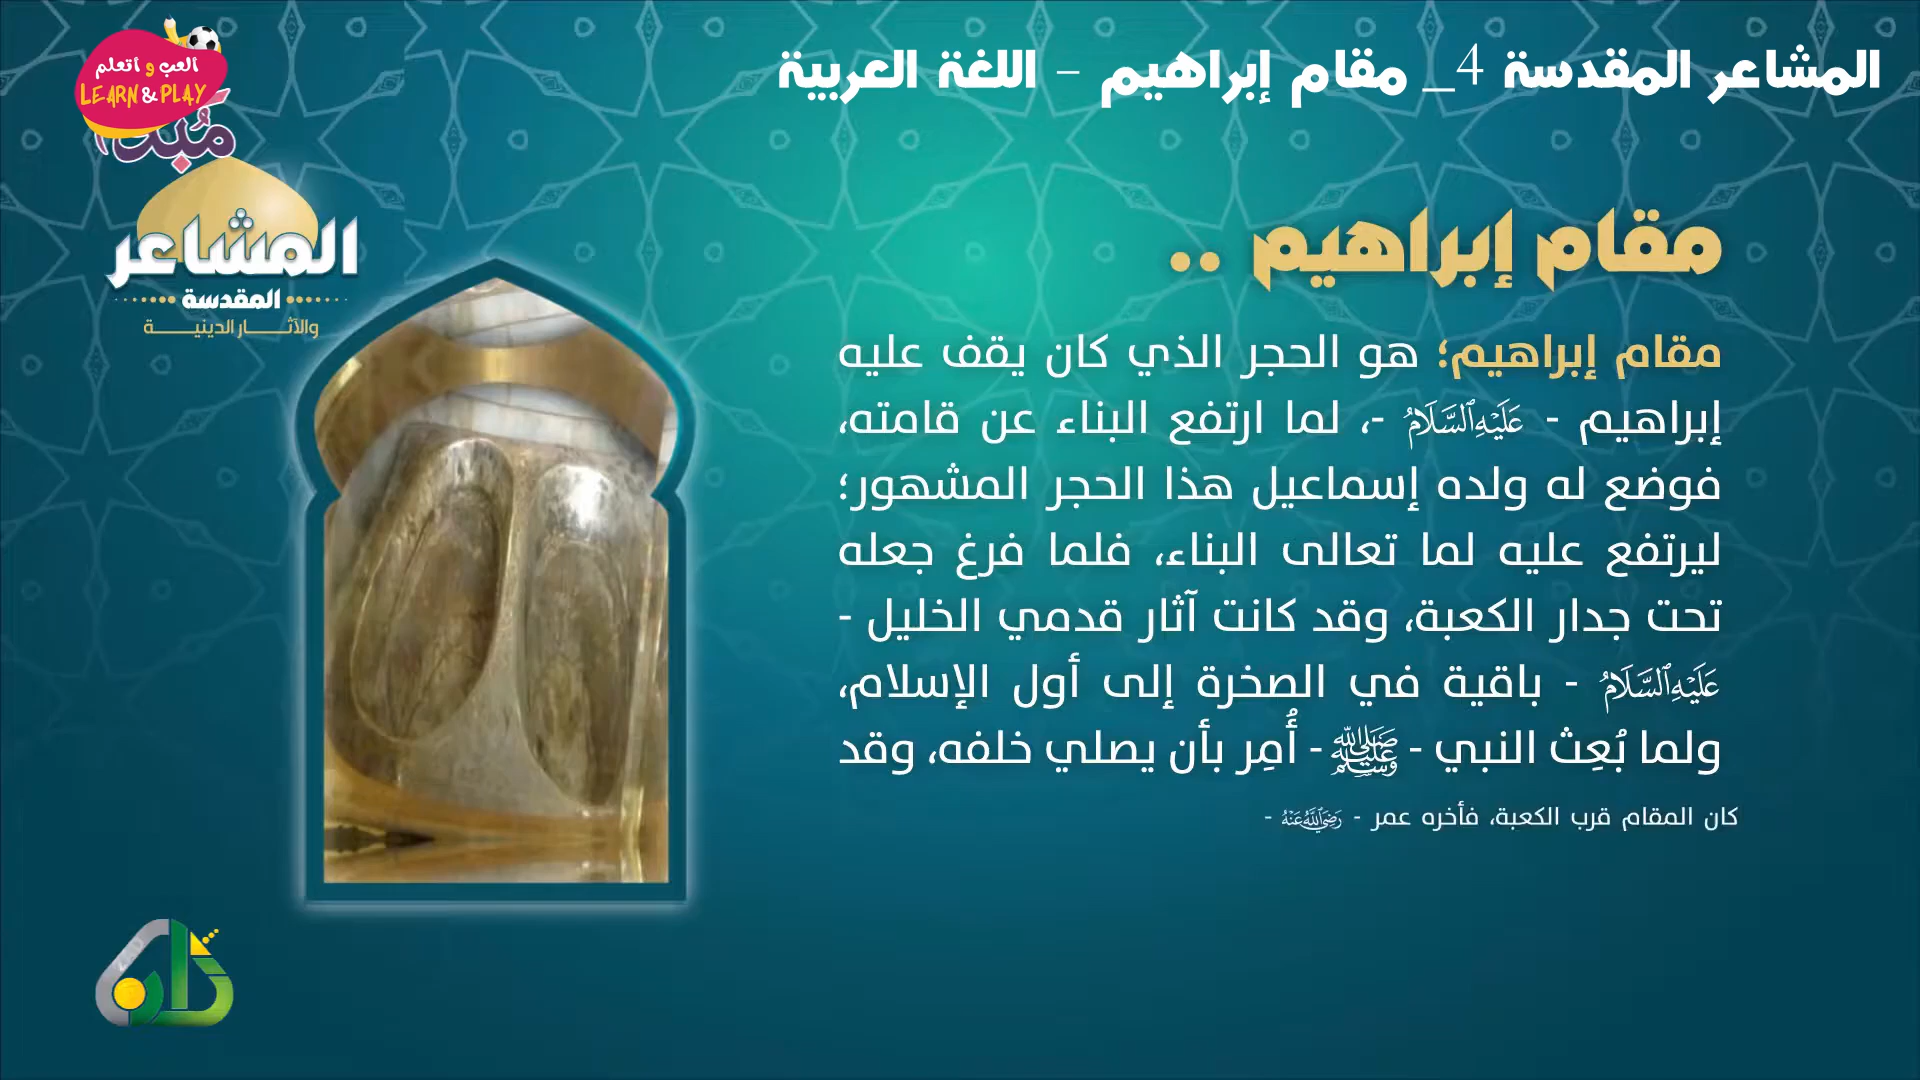 المشاعر المقدسة 4_ مقام إبراهيم – اللغة العربية
العب و اتعلم
LEARN & PLAY
المشاعر
المقدسة
والآثار الدينية
مقام إبراهيم ..
مقام إبراهيم؛ هو الحجر الذي كان يقف عليه
إبراهيم - عَلَيْهِ السَّلَامُ -، لما ارتفع البناء عن قامته،
فوضع له ولده إسماعيل هذا الحجر المشهور؛
ليرتفع عليه لما تعالى البناء، فلما فرغ جعله
تحت جدار الكعبة، وقد كانت آثار قدمي الخليل -
عَلَيْهِ السَّلَامُ - باقية في الصخرة إلى أول الإسلام،
ولما بُعِث النبي - ﷺ - أُمِر بأن يصلي خلفه، وقد
كان المقام قرب الكعبة، فأخره عمر - رَضِيَ اللَّهُ عَنْهُ -